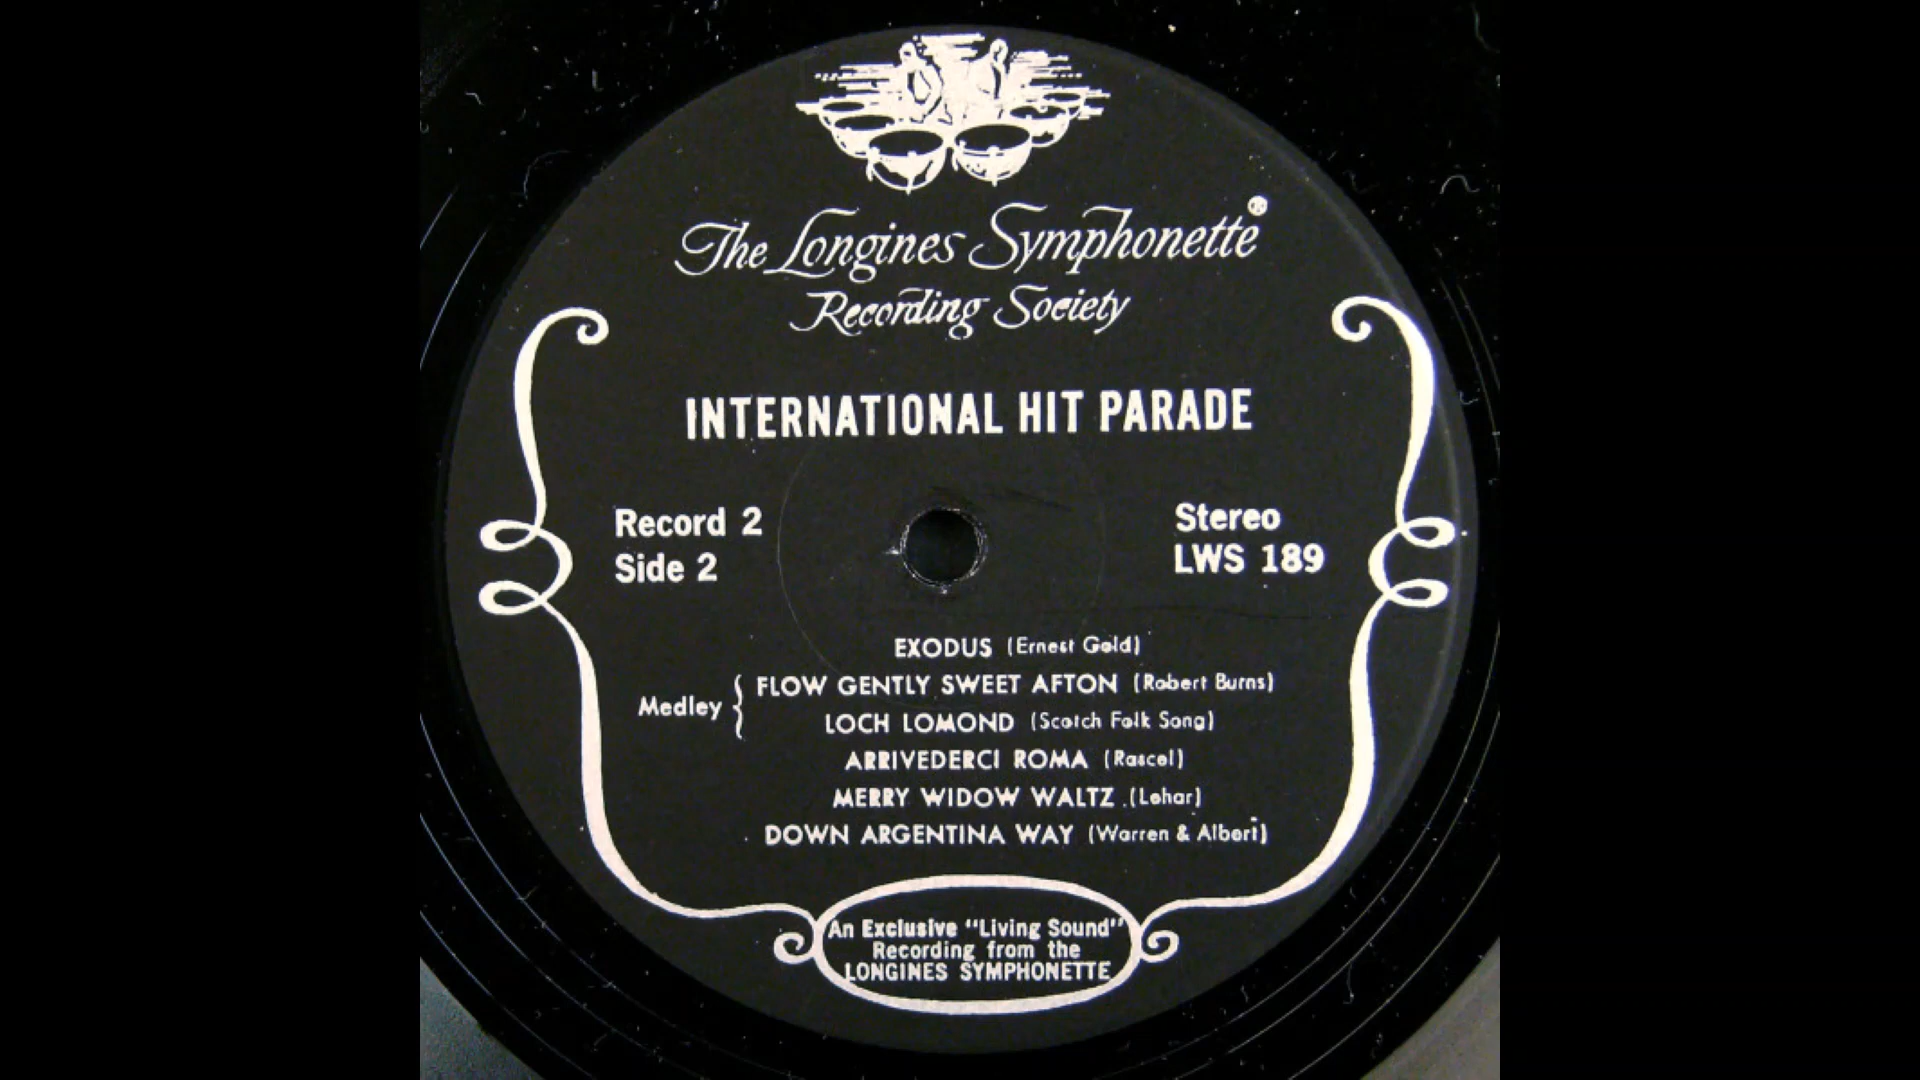 The Longines Symphonette®
Recording Society
INTERNATIONAL HIT PARADE
Record 2
Side 2
Stereo
LWS 189
EXODUS (Ernest Gold)
Medley { FLOW GENTLY SWEET AFTON (Robert Burns)
LOCH LOMOND (Scotch Folk Song)
ARRIVEDERCI ROMA (Rascel)
MERRY WIDOW WALTZ (Lehar)
DOWN ARGENTINA WAY (Warren & Albert)
An Exclusive "Living Sound"
Recording from the
LONGINES SYMPHONETTE